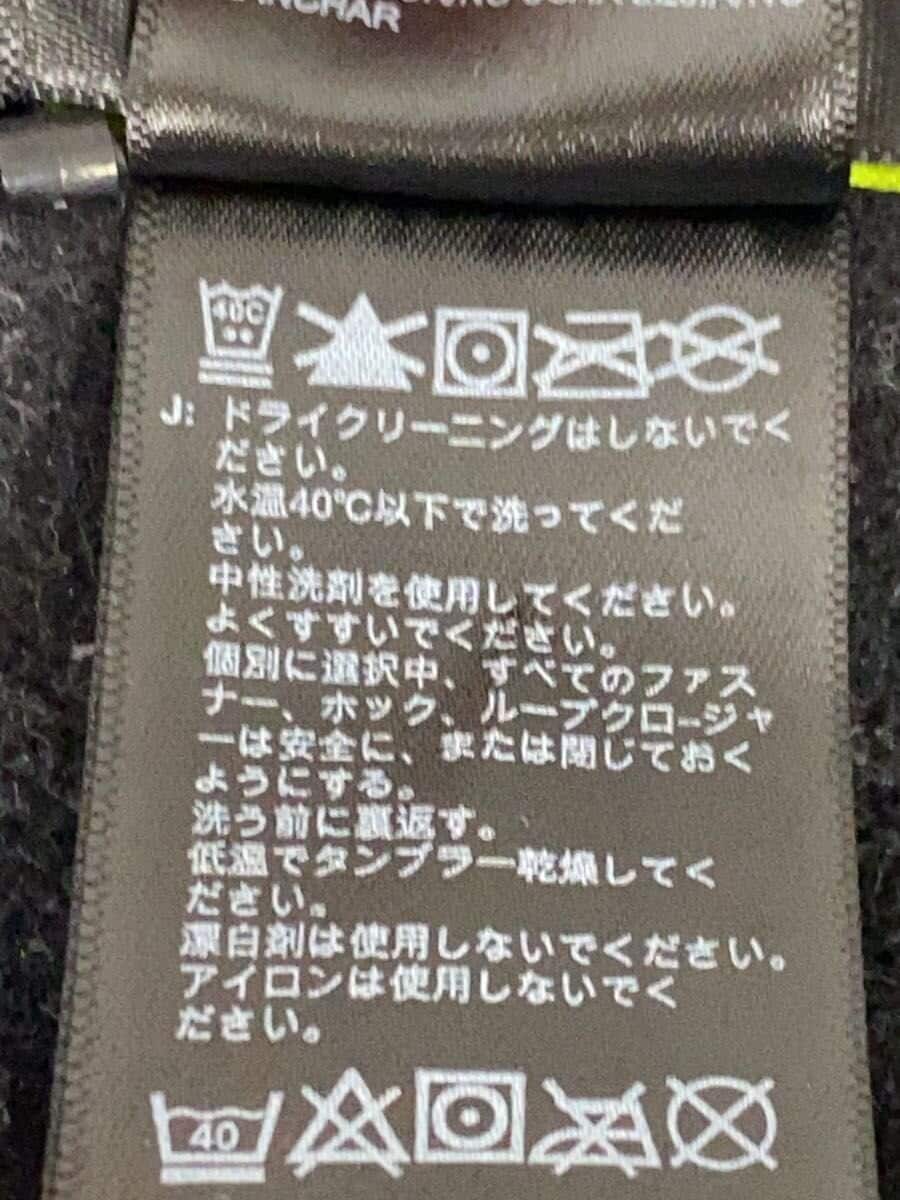 ANCHAR
40C
J: ドライクリーニングはしないでく
ださい。
水温40℃以下で洗ってくだ
さい。
中性洗剤を使用してください。
よくすすいでください。
個別に選択中、すべてのファス
ナー、ホック、ループクロージャ
ーは安全に、または閉じておく
ようにする。
洗う前に裏返す。
低温でタンブラー乾燥してく
ださい。
漂白剤は使用しないでください。
アイロンは使用しないでく
ださい。
40